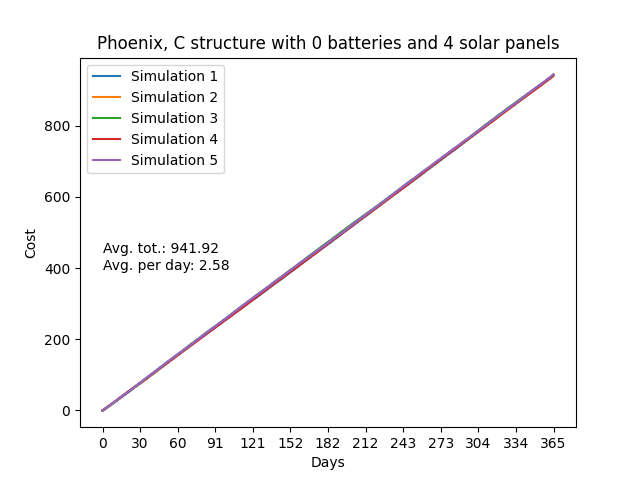 Phoenix, C structure with 0 batteries and 4 solar panels
Simulation 1
Simulation 2
Simulation 3
Simulation 4
Simulation 5
Avg. tot.: 941.92
Avg. per day: 2.58
Cost
800
600
400
200
0
0 30 60 91 121 152 182 212 243 273 304 334 365
Days